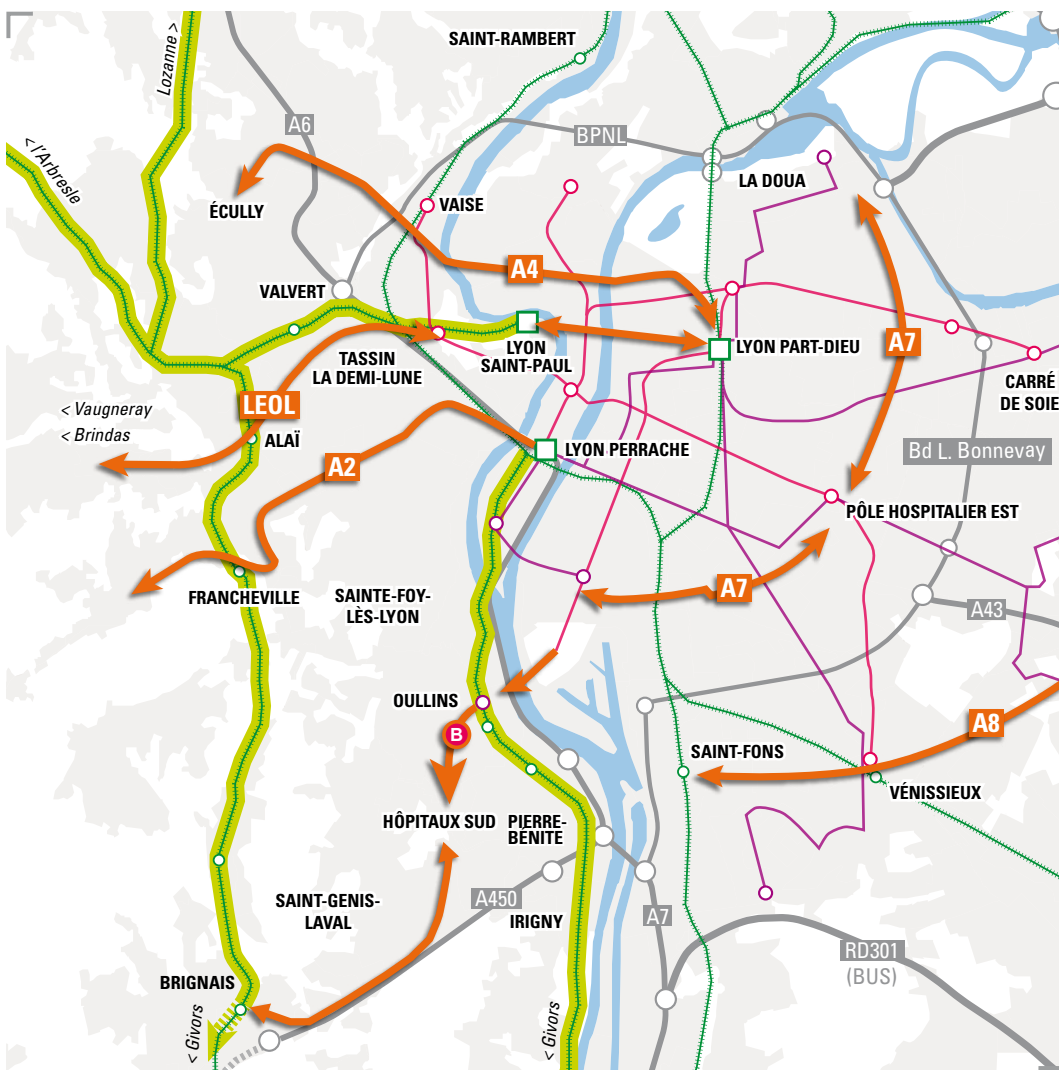 SAINT-RAMBERT
Lozanne >
A6
BPNL
< l'Arbresle
LA DOUA
ÉCULLY
VAISE
A4
VALVERT
A7
LYON
SAINT-PAUL
LYON PART-DIEU
TASSIN
LA DEMI-LUNE
CARRÉ
DE SOIE
LEOL
< Vaugneray
< Brindas
ALAÏ
A2
LYON PERRACHE
Bd L. Bonnevay
PÔLE HOSPITALIER EST
FRANCHEVILLE
SAINTE-FOY-
LÈS-LYON
A7
A43
OULLINS
B
A8
SAINT-FONS
VÉNISSIEUX
HÔPITAUX SUD
PIERRE-
BÉNITE
SAINT-GENIS-
LAVAL
A450
IRIGNY
A7
RD301
(BUS)
BRIGNAIS
< Givors
< Givors